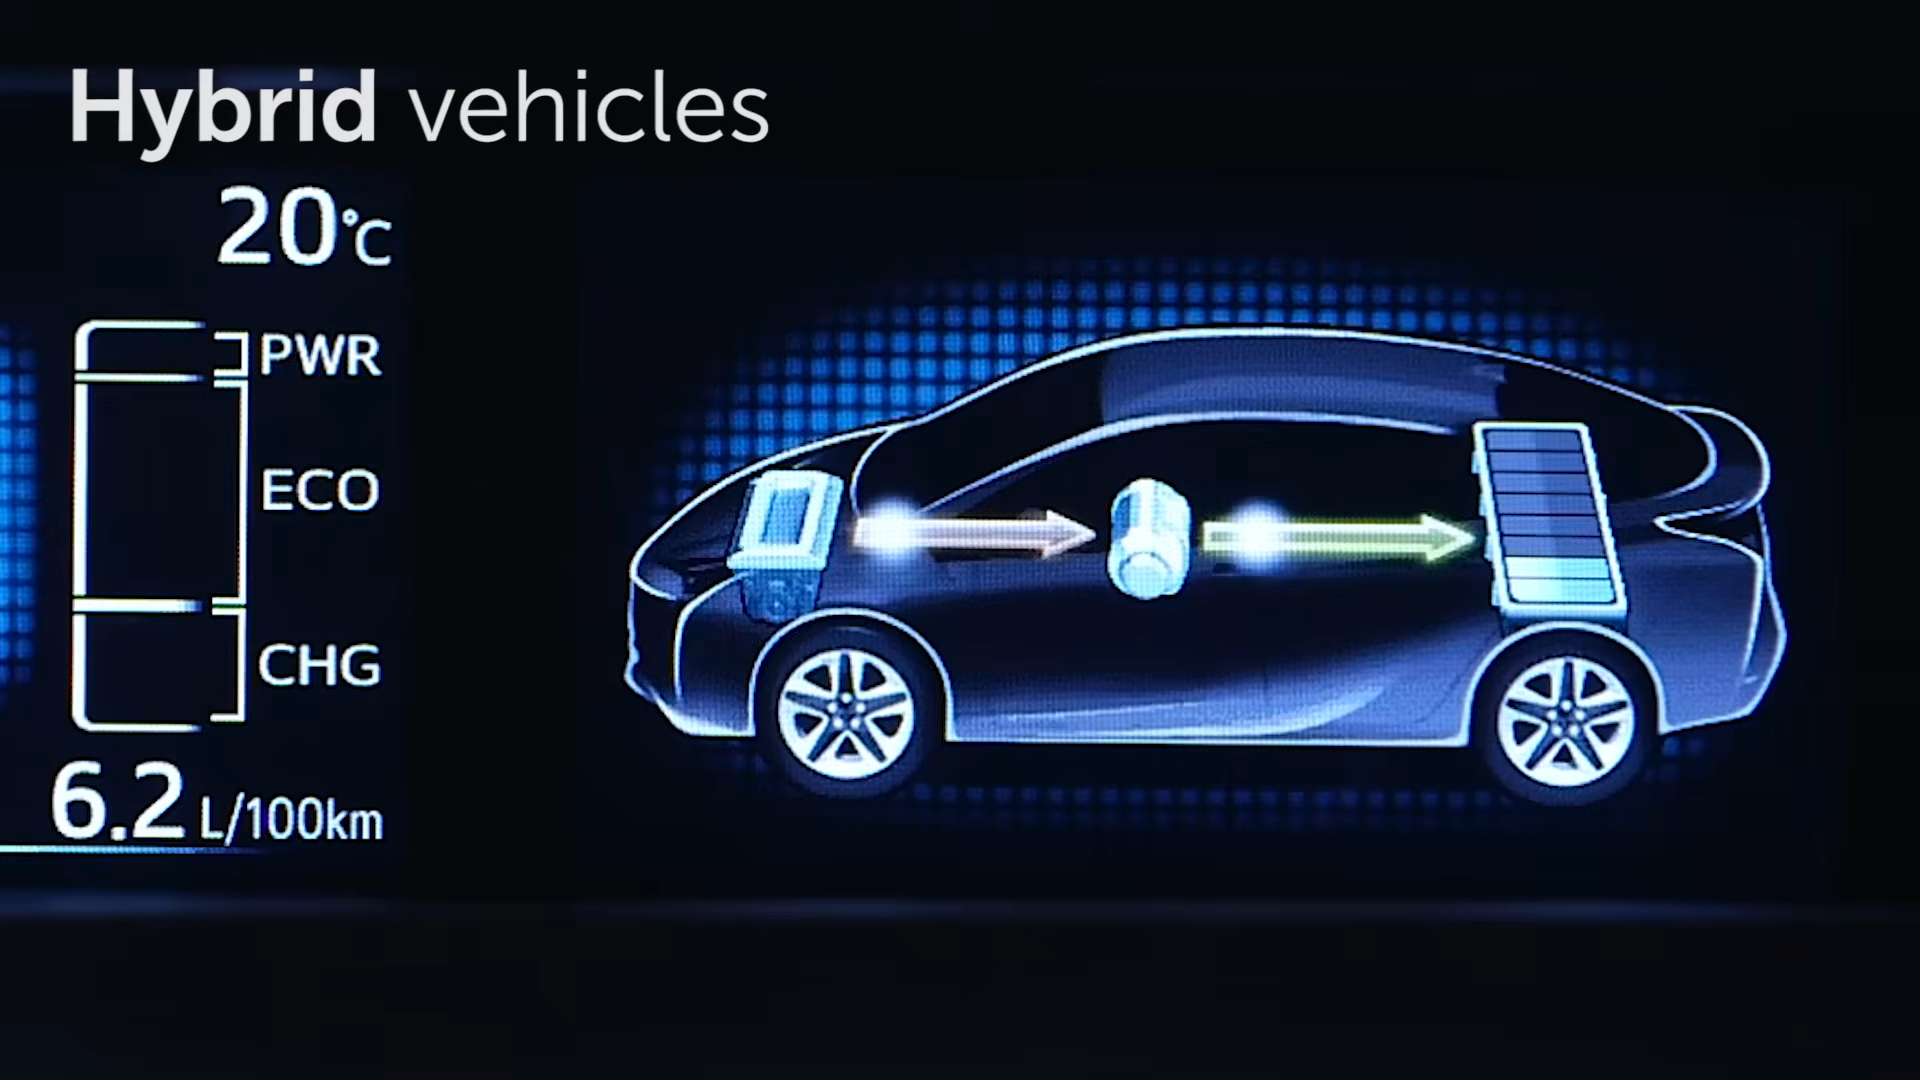 Hybrid vehicles
20°C
PWR
ECO
CHG
6.2 L/100km